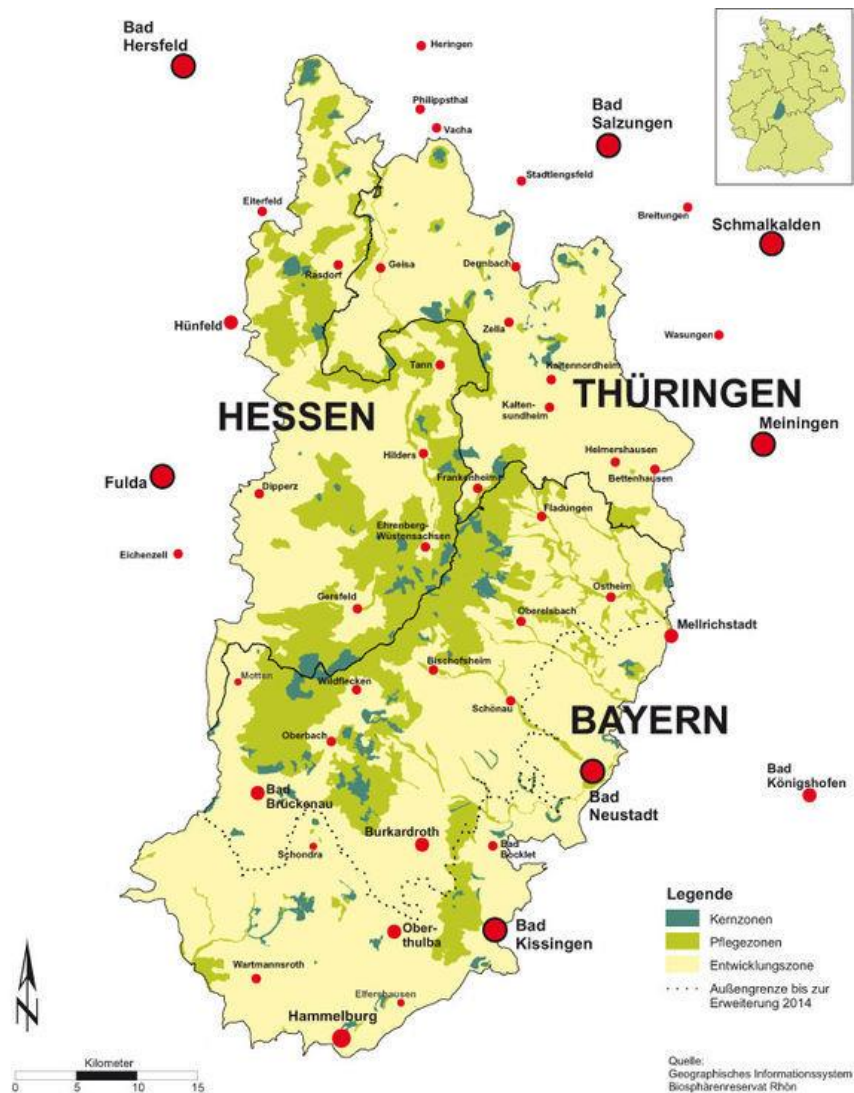 Bad
Hersfeld
Heringen
Philippsthal
Vacha
Bad
Salzungen
Stadtlengsfeld
Breitungen
Schmalkalden
Eiterfeld
Rasdorf
Geisa
Dermbach
Hünfeld
Zella
Wasungen
Tann
Kaltennordheim
HESSEN
THÜRINGEN
Kalten-
sundheim
Meiningen
Hilders
Helmershausen
Fulda
Frankenheim
Bettenhausen
Dipperz
Fladungen
Ehrenberg-
Wüstensachsen
Eichenzell
Ostheim
Gersfeld
Oberelsbach
Mellrichstadt
Bischofsheim
Motten
Wildflecken
Schönau
BAYERN
Oberbach
Bad
Neustadt
Bad
Königshofen
Bad
Brückenau
Burkardroth
Schondra
Bad
Bocklet
Ober-
thulba
Bad
Kissingen
Wartmannsroth
Elfershausen
Hammelburg
Legende
Kernzonen
Pflegezonen
Entwicklungszone
Außengrenze bis zur
Erweiterung 2014
N
Kilometer
0 5 10 15
Quelle:
Geographisches Informationssystem
Biosphärenreservat Rhön